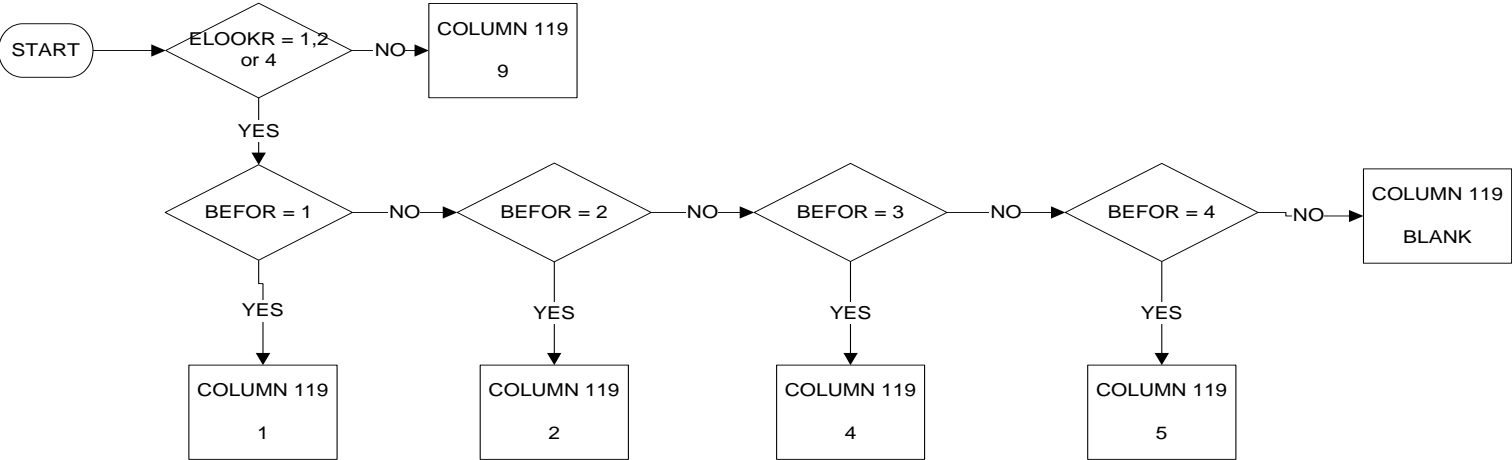 START
ELOOKR = 1,2
or 4
NO
COLUMN 119
9
YES
BEFOR = 1
NO
BEFOR = 2
NO
BEFOR = 3
NO
BEFOR = 4
NO
COLUMN 119
BLANK
YES
YES
YES
YES
COLUMN 119
1
COLUMN 119
2
COLUMN 119
4
COLUMN 119
5